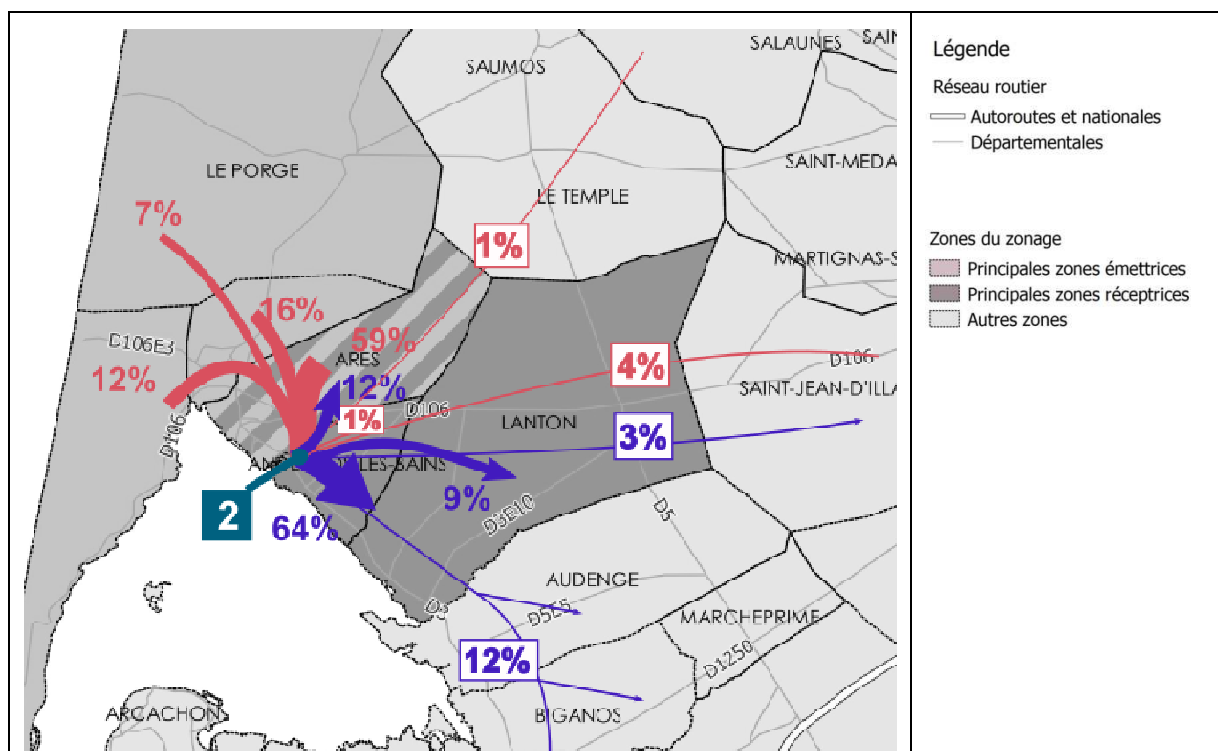 SALAUNES
SAIN
SAUMOS
LE PORGE
SAINT-MEDA
LE TEMPLE
7%
1%
MARTIGNAS-S
16%
D106E3
59%
ARES
12%
12%
4%
D106
SAINT-JEAN-D'ILLA
1%
D106
LANTON
D106
3%
LES-SAINS
9%
2
64%
D3E10
D5
AUDENGE
D3
D5E5
MARCHEPRIME
12%
D1250
ARCACHON
BIGANOS
Légende
Réseau routier
Autoroutes et nationales
Départementales
Zones du zonage
Principales zones émettrices
Principales zones réceptrices
Autres zones